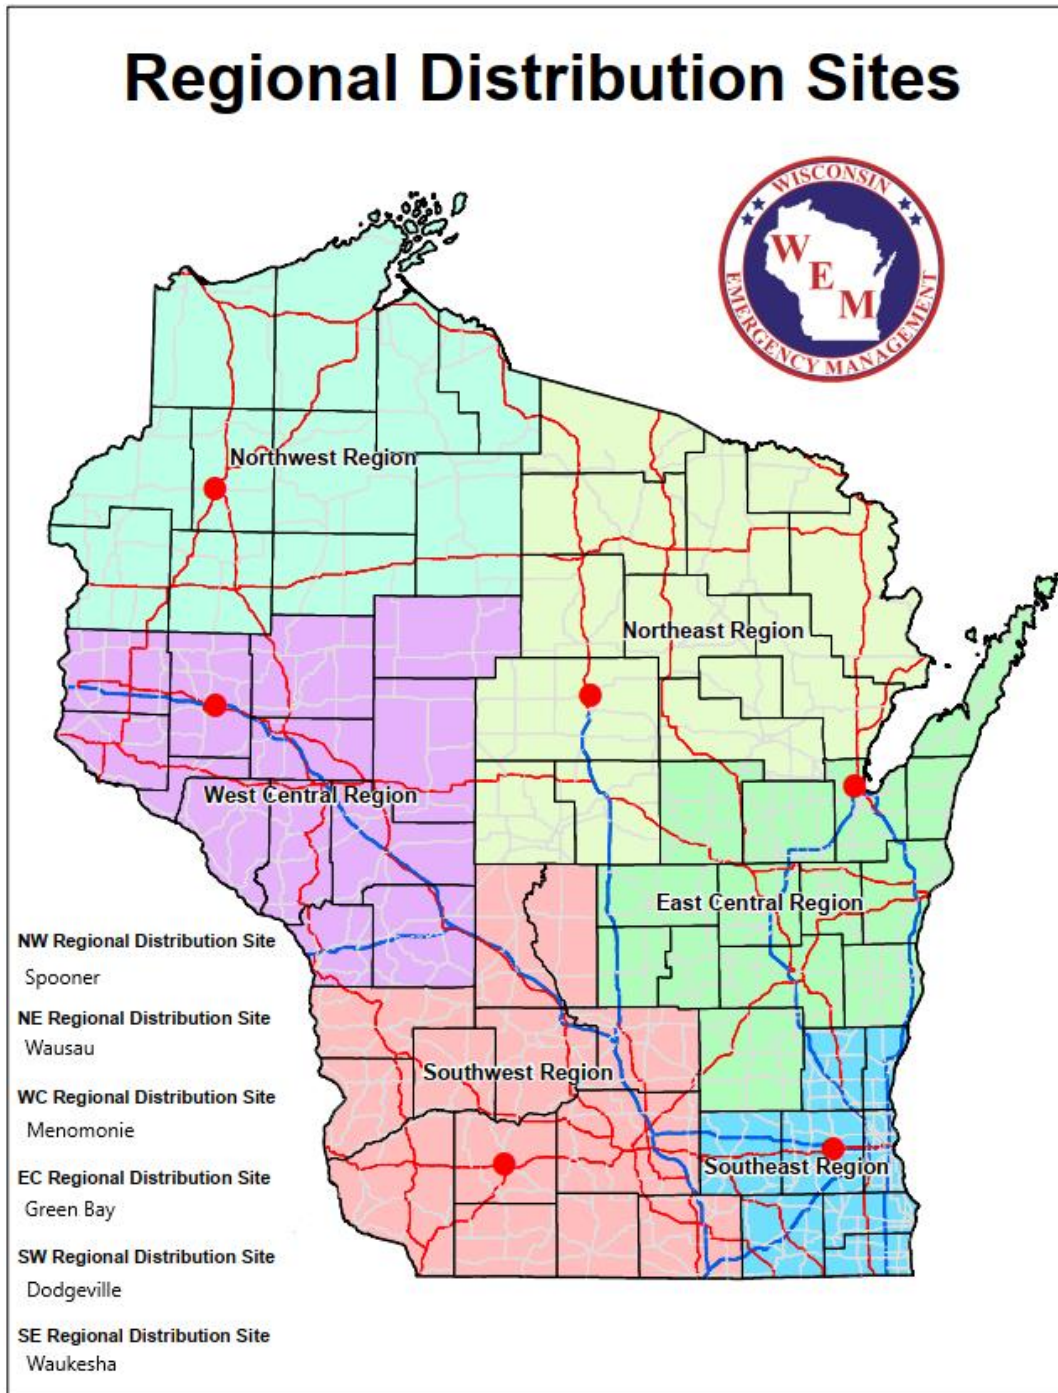 Regional Distribution Sites
WISCONSIN
EMERGENCY MANAGEMENT
W
E
M
Northwest Region
Northeast Region
West Central Region
East Central Region
NW Regional Distribution Site
Spooner
NE Regional Distribution Site
Wausau
Southwest Region
WC Regional Distribution Site
Menomonie
Southeast Region
EC Regional Distribution Site
Green Bay
SW Regional Distribution Site
Dodgeville
SE Regional Distribution Site
Waukesha